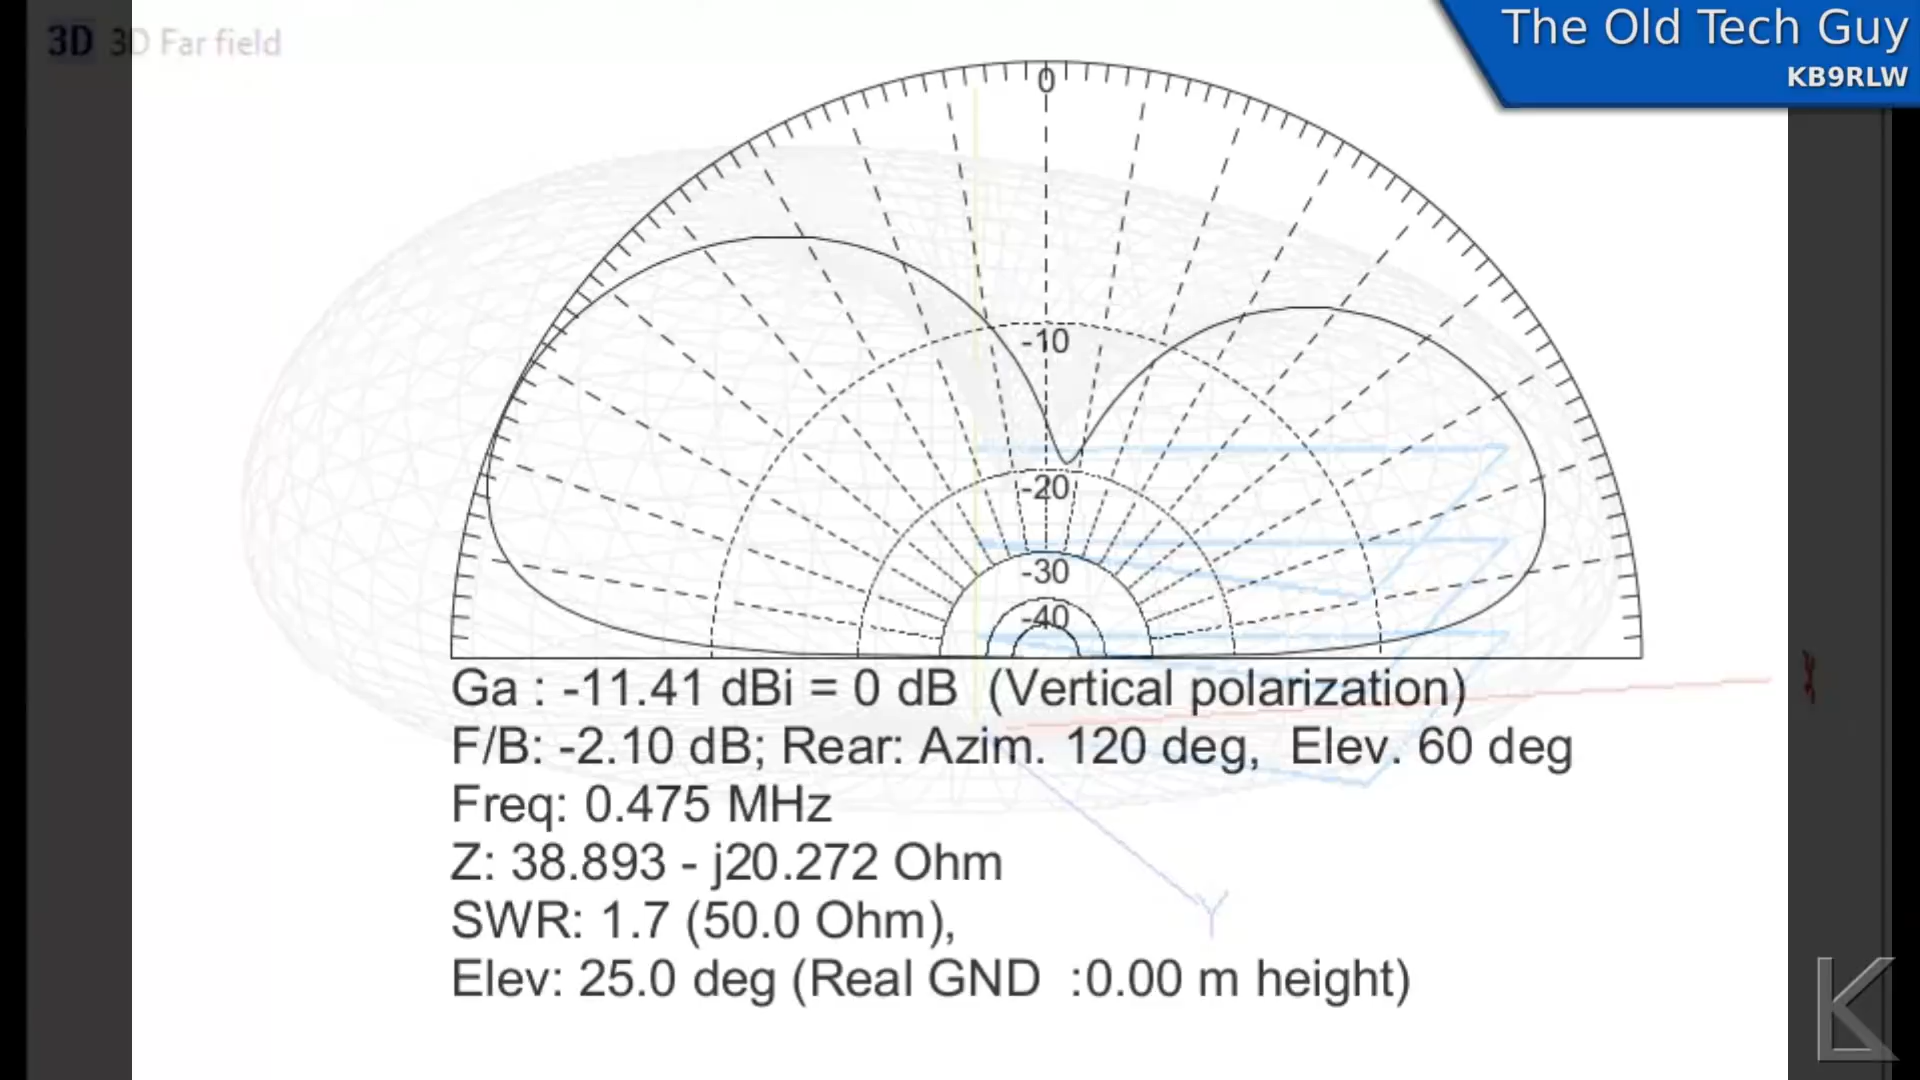 The Old Tech Guy
KB9RLW
3D 3D Far field
0
-10
-20
-30
-40
Ga : -11.41 dBi = 0 dB (Vertical polarization)
F/B: -2.10 dB; Rear: Azim. 120 deg, Elev. 60 deg
Freq: 0.475 MHz
Z: 38.893 - j20.272 Ohm
SWR: 1.7 (50.0 Ohm),
Elev: 25.0 deg (Real GND :0.00 m height)
X
Y
K